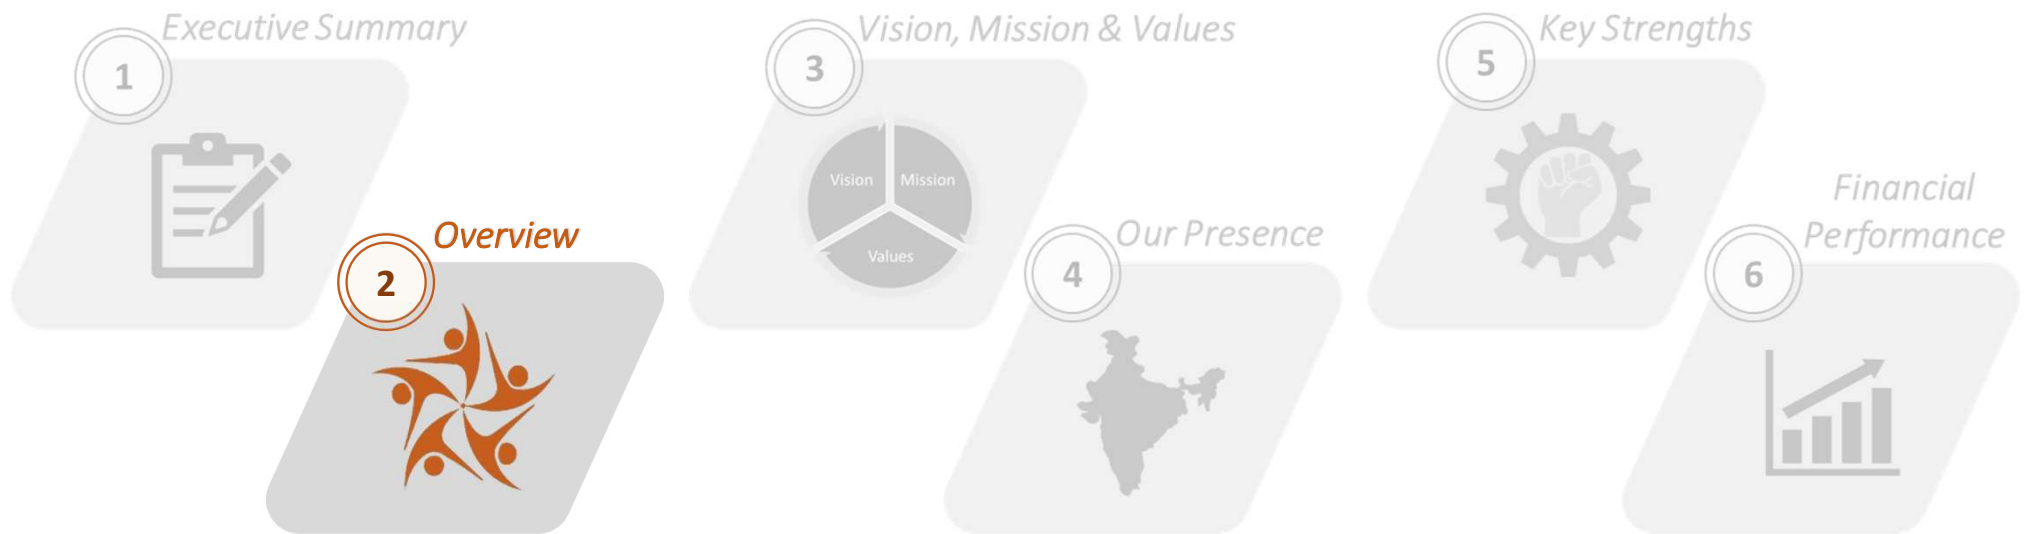 Executive Summary
1
Overview
2
Vision, Mission & Values
3
Vision
Mission
Values
Our Presence
4
Key Strengths
5
Financial
Performance
6